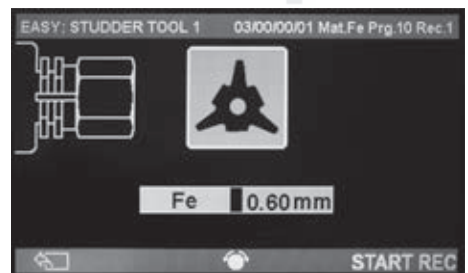 EASY: STUDDER TOOL 1 03/00/00/01 Mat.Fe Prg.10 Rec.1
Fe 0.60mm
START REC